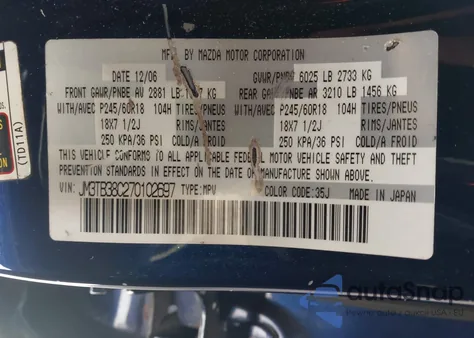 MFD. BY MAZDA MOTOR CORPORATION
DATE 12/06 GVWR/PNBV 6025 LB 2733 KG
FRONT GAWR/PNBE AV 2881 LB KG REAR GAWR/PNBE AR 3210 LB 1456 KG
WITH/AVEC P245/60R18 104H TIRES/PNEUS WITH/AVEC P245/60R18 104H TIRES/PNEUS
18X7 1/2J RIMS/JANTES 18X7 1/2J RIMS/JANTES
250 KPA/36 PSI COLD/A FROID 250 KPA/36 PSI COLD/A FROID
THIS VEHICLE CONFORMS TO ALL APPLICABLE FEDERAL MOTOR VEHICLE SAFETY AND THEFT
PREVENTION STANDARDS IN EFFECT ON THE DATE OF MANUFACTURE SHOWN ABOVE.
VIN: JM3TB38C270102697 TYPE: MPV COLOR CODE: 35J MADE IN JAPAN
(TD11A)
autoSnap